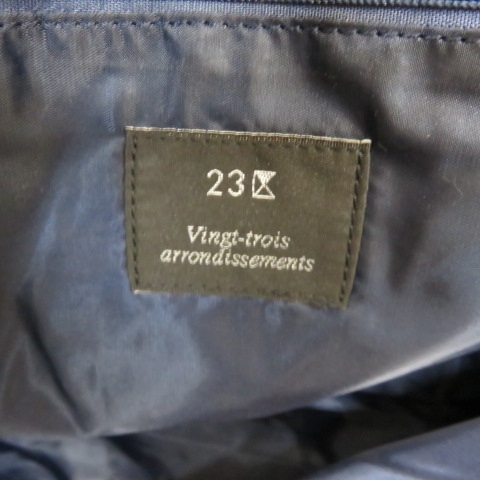 23区
Vingt-trois
arrondissements